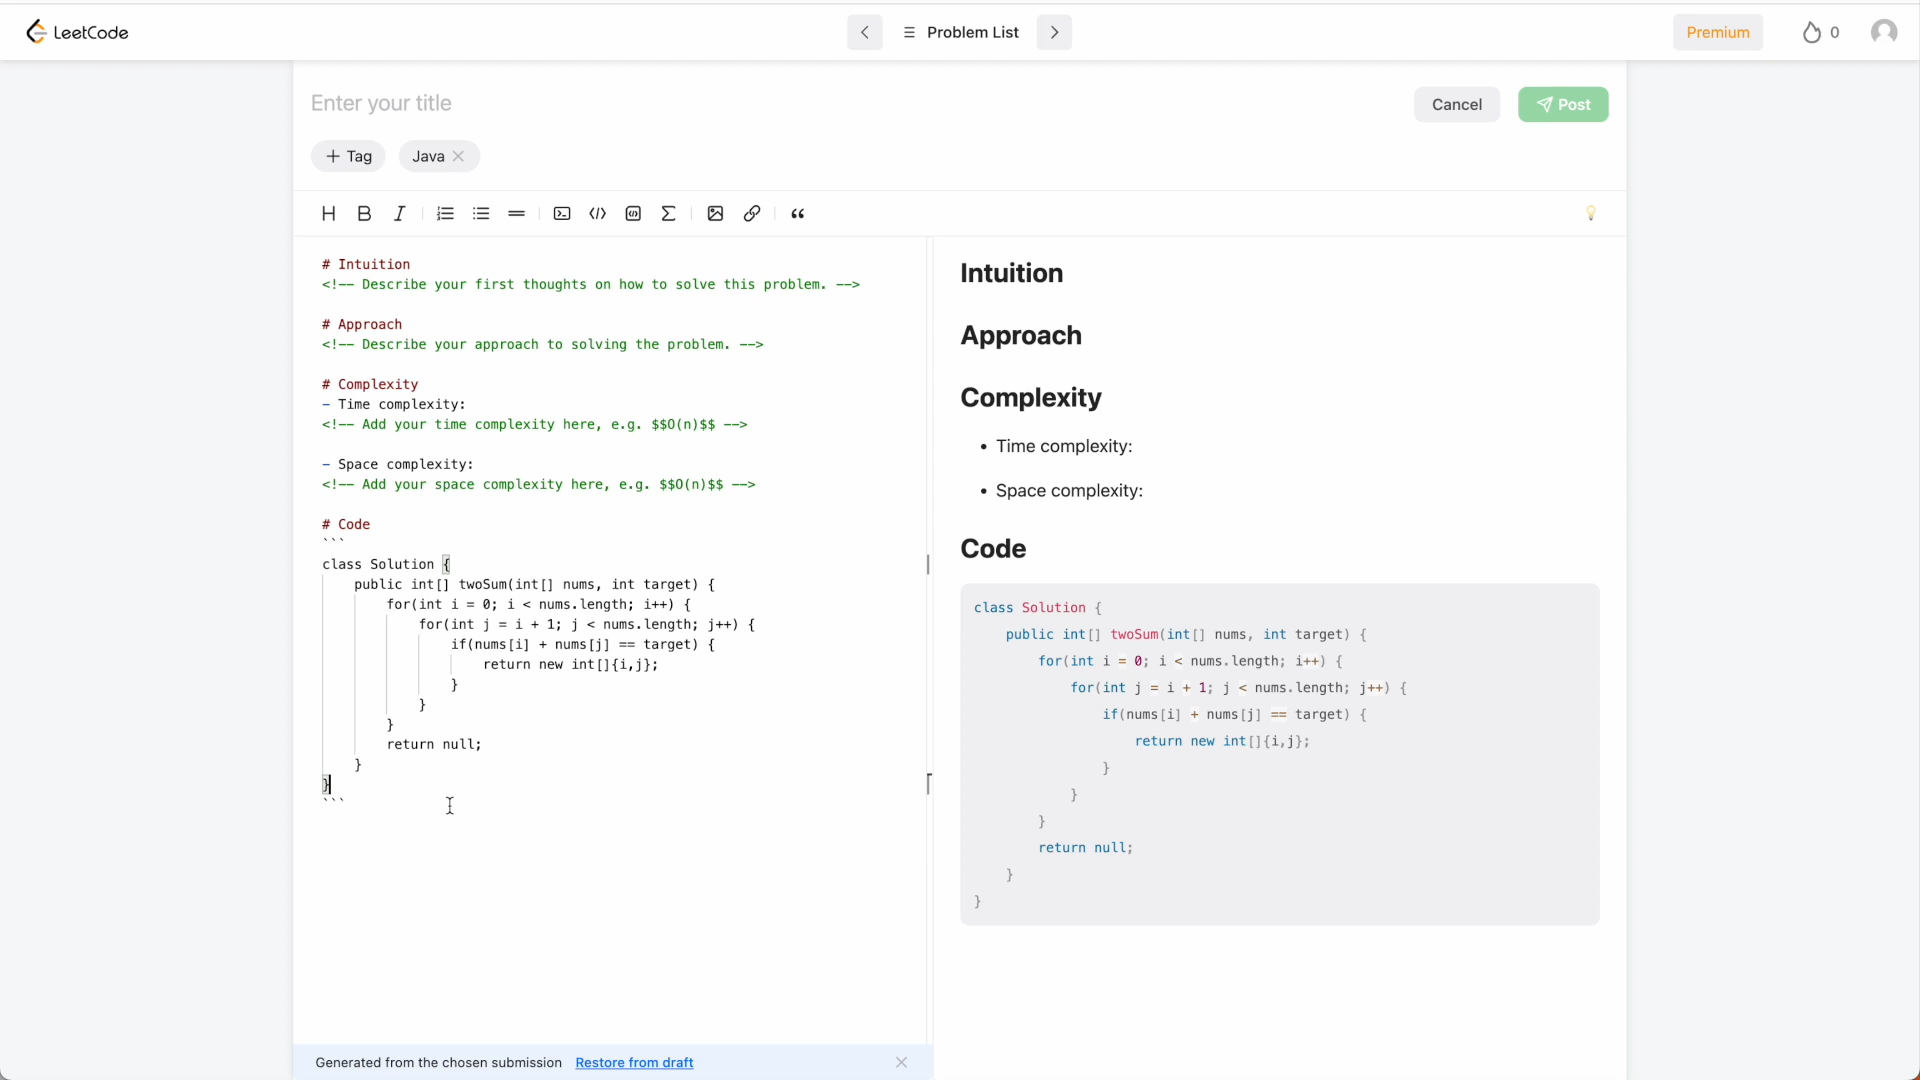 LeetCode
Problem List
Premium
0
Enter your title
Cancel
Post
+ Tag
Java
# Intuition
<!-- Describe your first thoughts on how to solve this problem. -->
# Approach
<!-- Describe your approach to solving the problem. -->
# Complexity
- Time complexity:
<!-- Add your time complexity here, e.g. $$O(n)$$ -->
- Space complexity:
<!-- Add your space complexity here, e.g. $$O(n)$$ -->
# Code
```
class Solution {
    public int[] twoSum(int[] nums, int target) {
        for(int i = 0; i < nums.length; i++) {
            for(int j = i + 1; j < nums.length; j++) {
                if(nums[i] + nums[j] == target) {
                    return new int[]{i,j};
                }
            }
        }
        return null;
    }
}
```
Generated from the chosen submission Restore from draft
Intuition
Approach
Complexity
• Time complexity:
• Space complexity:
Code
class Solution {
    public int[] twoSum(int[] nums, int target) {
        for(int i = 0; i < nums.length; i++) {
            for(int j = i + 1; j < nums.length; j++) {
                if(nums[i] + nums[j] == target) {
                    return new int[]{i,j};
                }
            }
        }
        return null;
    }
}